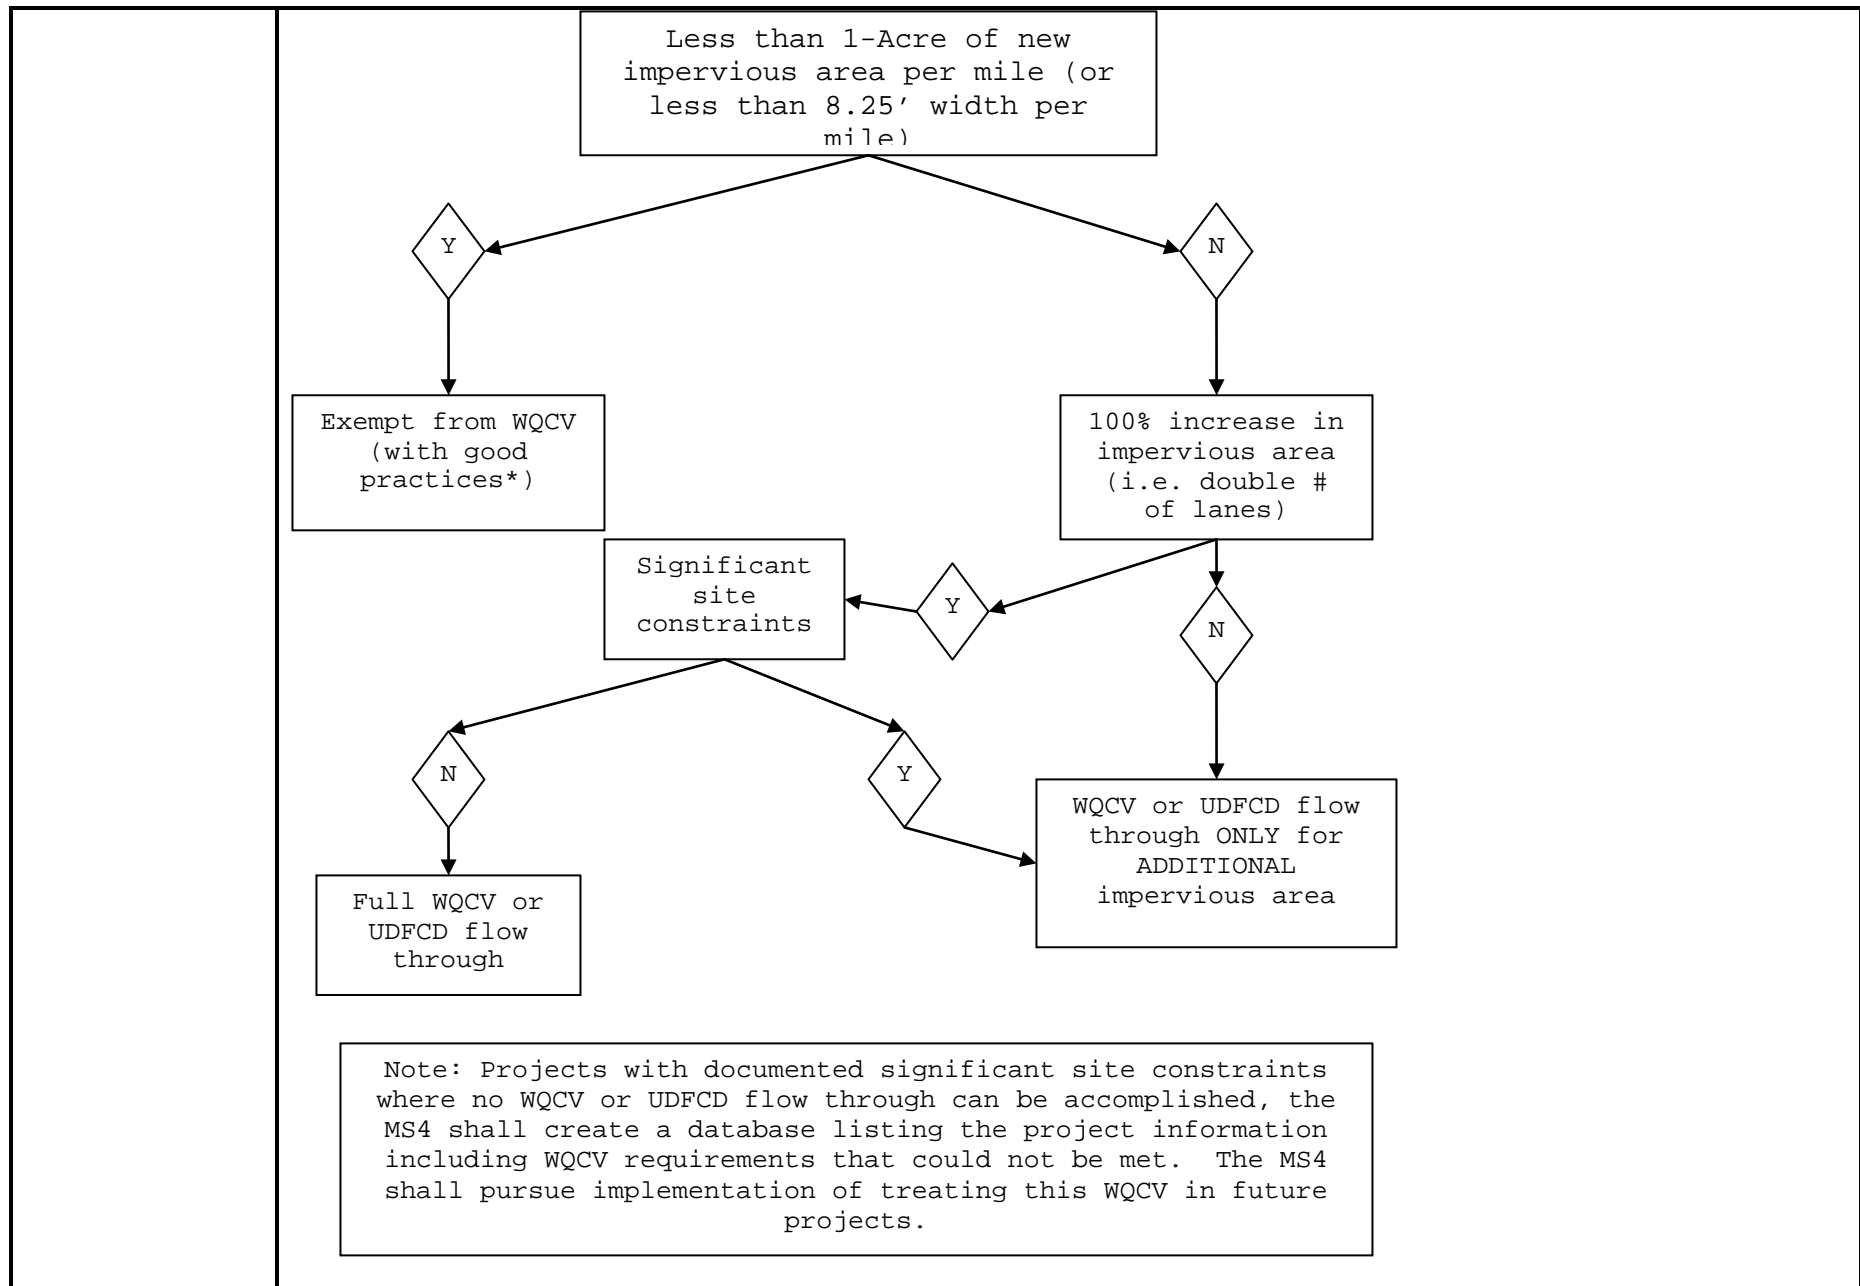 Less than 1-Acre of new
impervious area per mile (or
less than 8.25' width per
mile)
Y
N
Exempt from WQCV
(with good
practices*)
100% increase in
impervious area
(i.e. double #
of lanes)
Significant
site
constraints
Y
N
N
Y
WQCV or UDFCD flow
through ONLY for
ADDITIONAL
impervious area
Full WQCV or
UDFCD flow
through
Note: Projects with documented significant site constraints
where no WQCV or UDFCD flow through can be accomplished, the
MS4 shall create a database listing the project information
including WQCV requirements that could not be met.  The MS4
shall pursue implementation of treating this WQCV in future
projects.